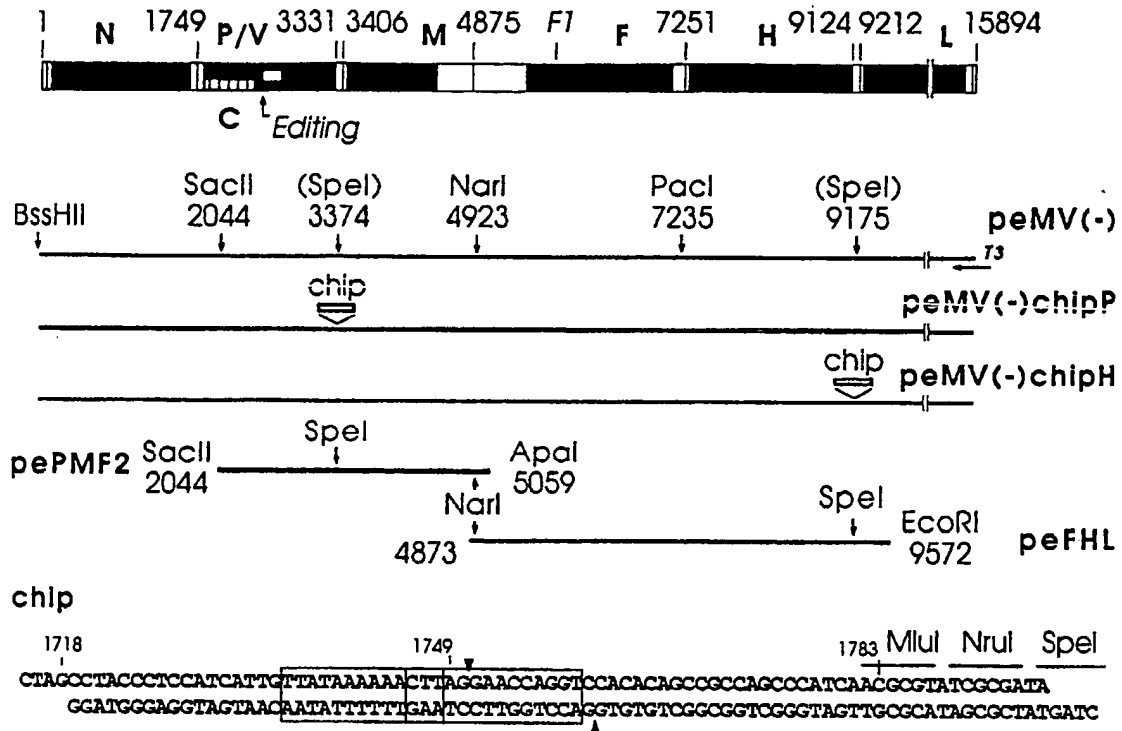 1 N 1749 P/V 3331 3406 M 4875 F1 F 7251 H 9124 9212 L 15894
C Editing
SacII (SpeI) NarI PacI (SpeI)
BssHII 2044 3374 4923 7235 9175 peMV(-)
T3
chip
peMV(-)chipP
chip
peMV(-)chipH
SpeI
pePMF2 SacII ApaI
2044 5059
NarI SpeI
4873 EcoRI peFHL
9572
chip
1718 1749 1783 MluI NruI SpeI
CTAGCCTACCCTCCATCATTGTTATAAAAAACTTAGGAACCAGGTCCACACAGCCGCCAGCCCATCAACGCGTATCGCGATA
GGATGGGAGGTAGTAACAATATTTTTTGAATCCTTGGTCCAGGTGTGTCGGCGGTCGGGTAGTTGCGCATAGCGCTATGATC